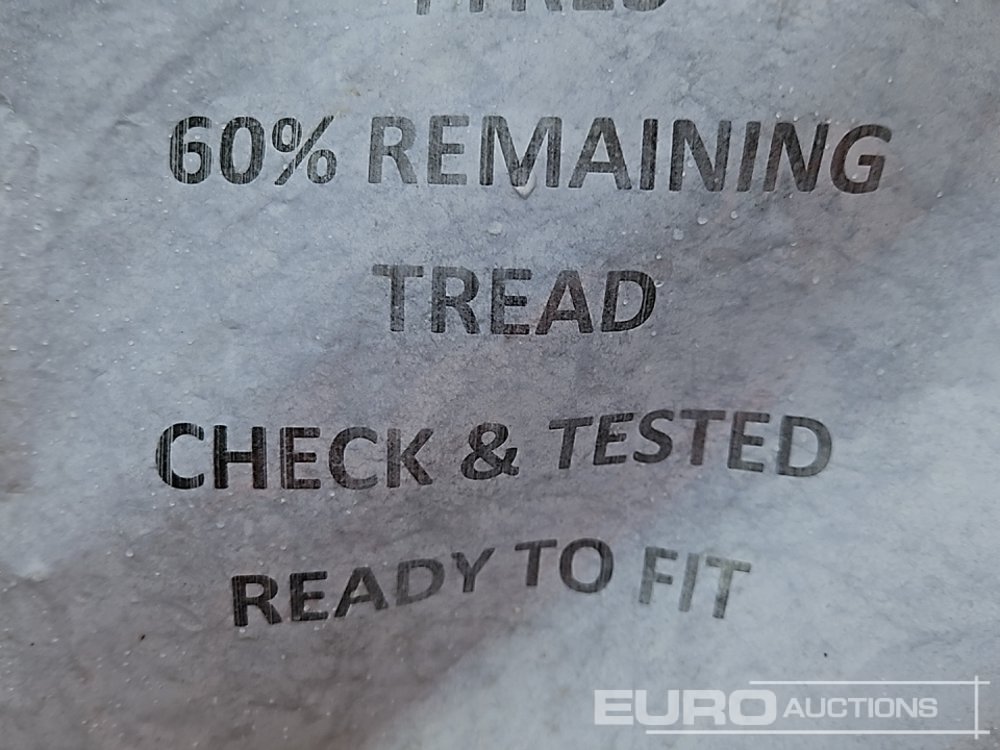 60% REMAINING
TREAD
CHECK & TESTED
READY TO FIT
EURO AUCTIONS